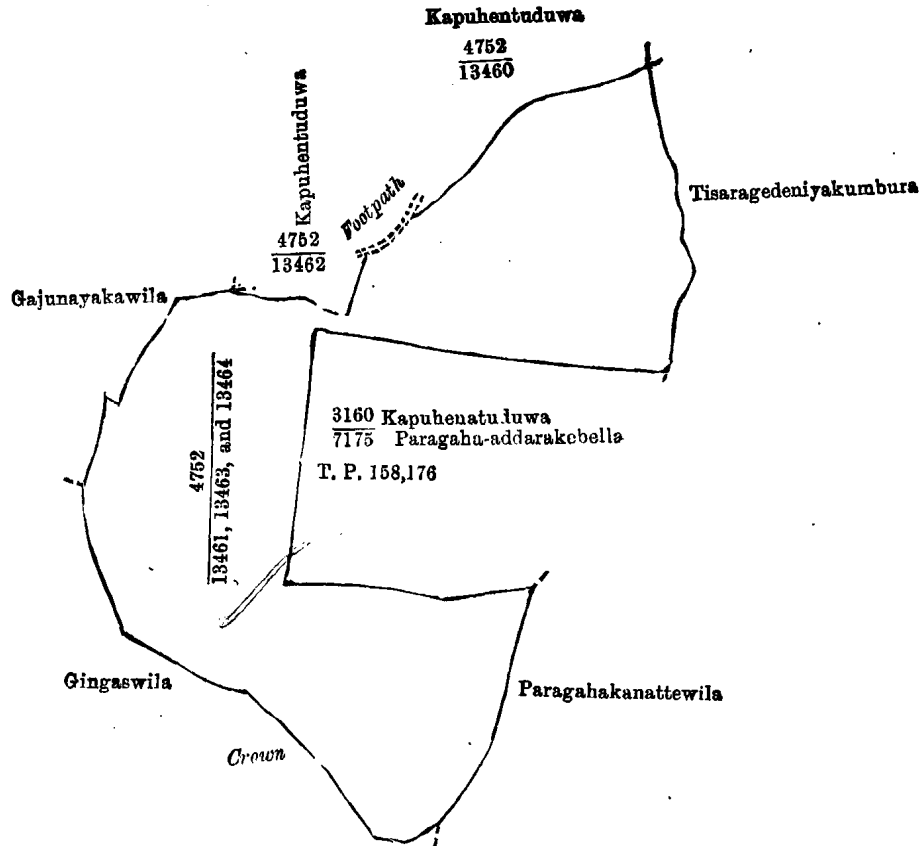 Kapuhentuduwa
4752
13460
Kapuhentuduwa
4752
13462
Footpath
Tisaragedeniyakumbura
Gajunayakawila
4752
13461, 13463, and 13464
3160 Kapuhenatuduwa
7175 Paragaha-addarakebella
T. P. 158,176
Gingaswila
Paragahakanattewila
Crown